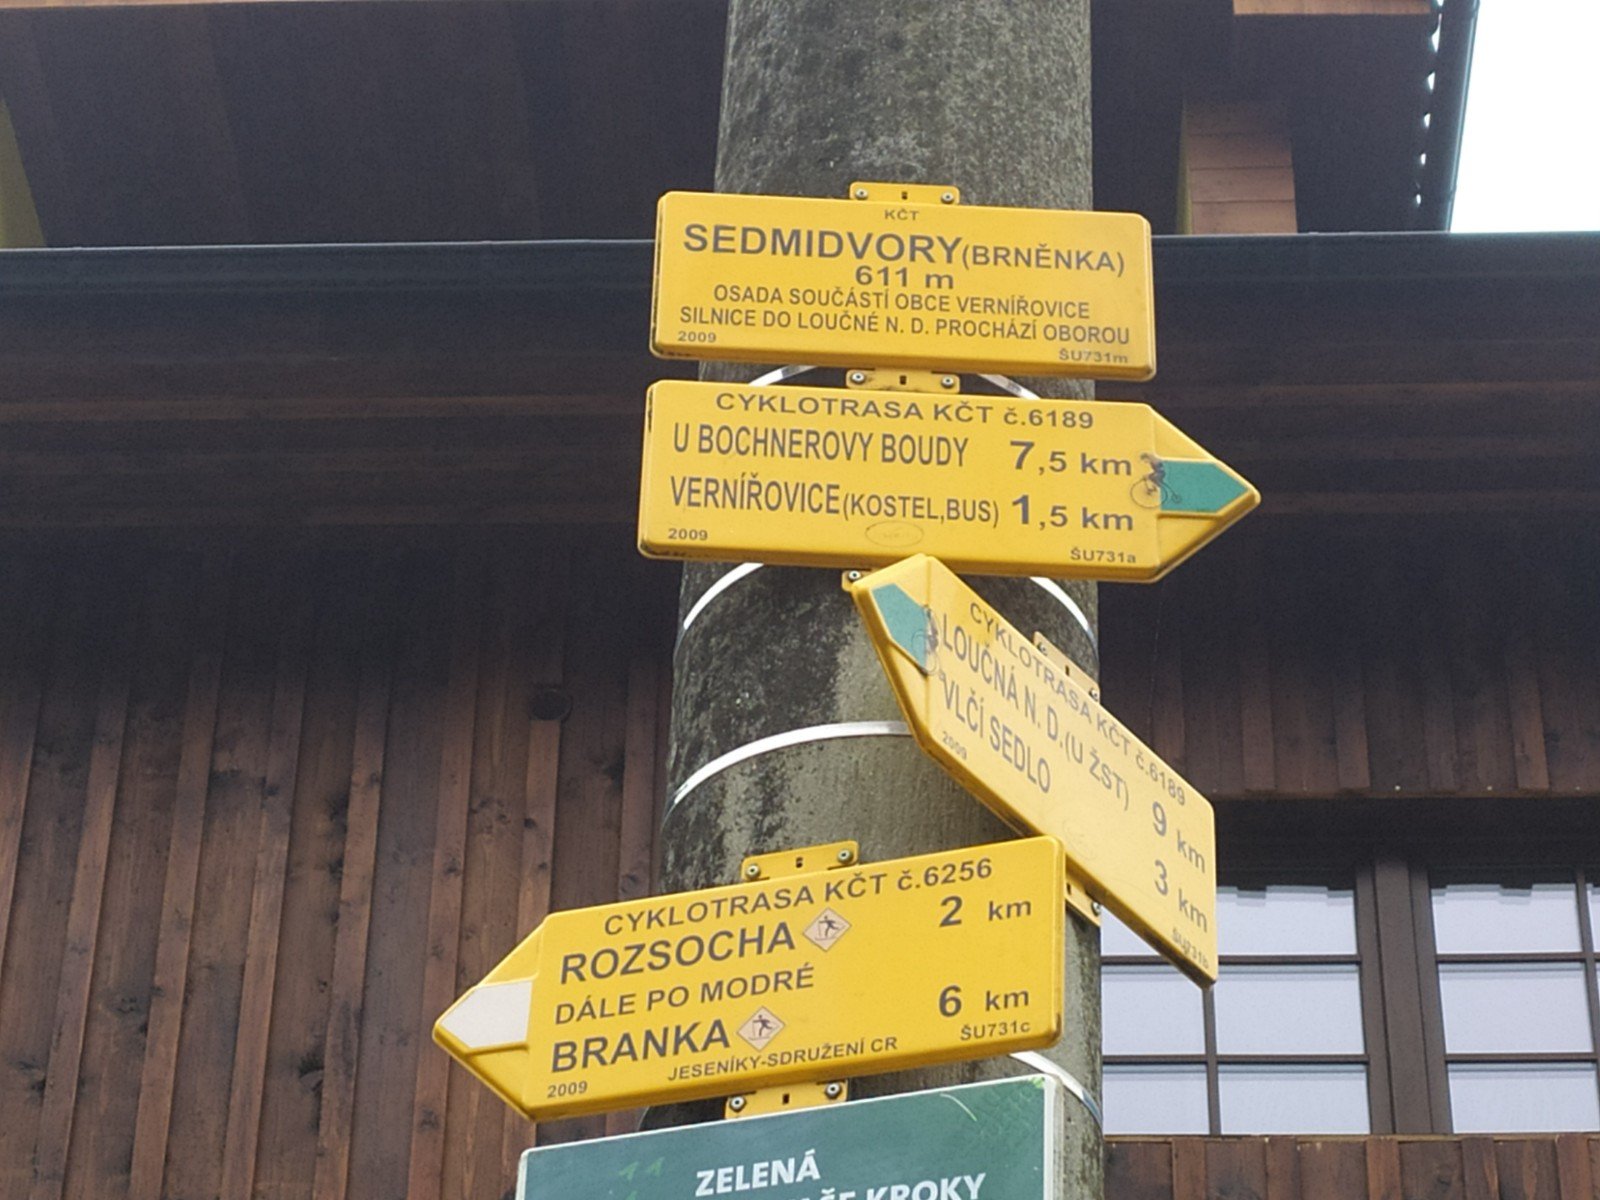 KČT
SEDMIDVORY (BRNĚNKA)
611 m
OSADA SOUČÁSTÍ OBCE VERNÍŘOVICE
SILNICE DO LOUČNÉ N. D. PROCHÁZÍ OBOROU
2009 ŠU731m
CYKLOTRASA KČT č.6189
U BOCHNEROVY BOUDY 7,5 km
VERNÍŘOVICE (KOSTEL,BUS) 1,5 km
2009 ŠU731a
CYKLOTRASA KČT č.6189
LOUČNÁ N. D. (U ŽST) 9 km
VLČÍ SEDLO 3 km
2009 ŠU731b
CYKLOTRASA KČT č.6256
ROZSOCHA 2 km
DÁLE PO MODRÉ
BRANKA 6 km
2009 JESENÍKY-SDRUŽENÍ CR ŠU731c
ZELENÁ
KROKY